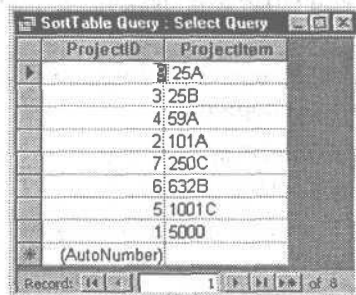 SortTable Query : Select Query
ProjectID ProjectItem
8 25A
3 25B
4 59A
2 101A
7 250C
6 632B
5 1001C
1 5000
(AutoNumber)
Record: 1 of 8